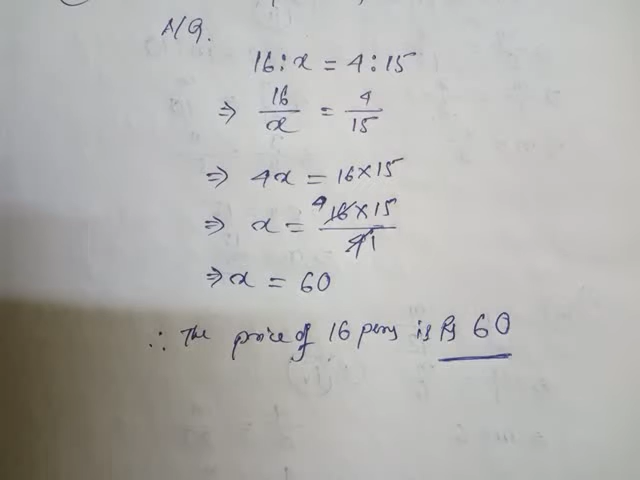 A/Q.
16:x = 4:15
⇒ 16/x = 4/15
⇒ 4x = 16×15
⇒ x = 4 16×15 / 4 1
⇒ x = 60
∴ The price of 16 pens is Rs 60